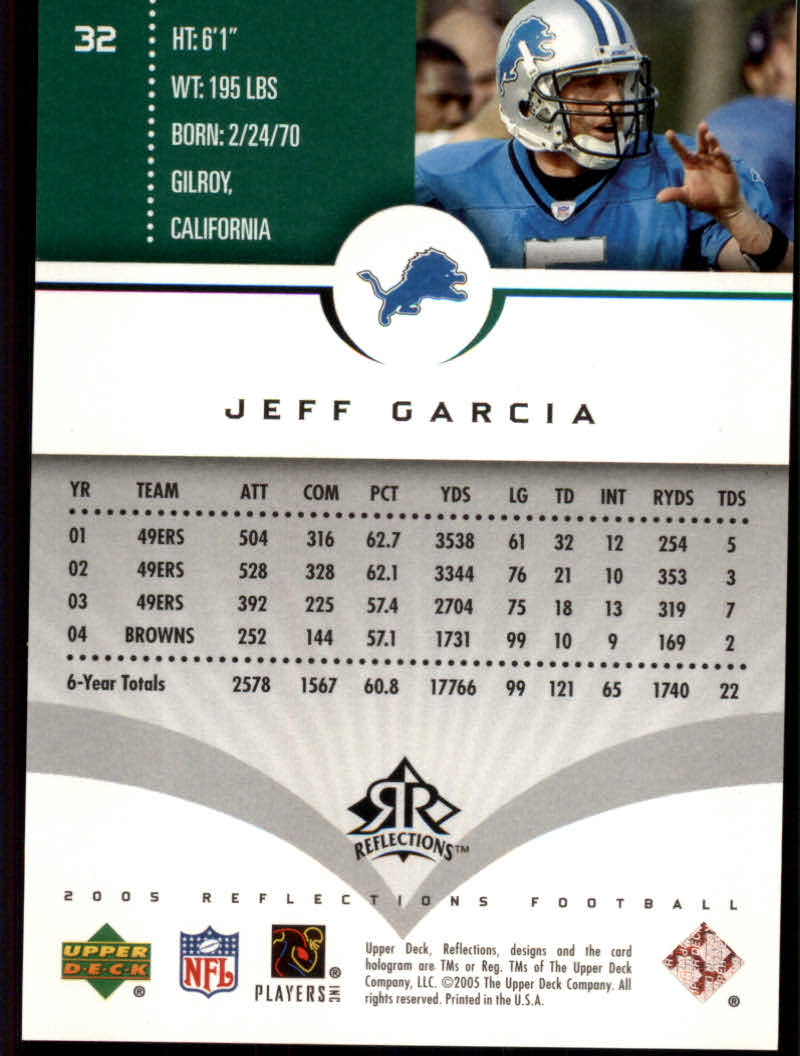 32
HT: 6'1"
WT: 195 LBS
BORN: 2/24/70
GILROY,
CALIFORNIA
JEFF GARCIA
YR TEAM ATT COM PCT YDS LG TD INT RYDS TDS
01 49ERS 504 316 62.7 3538 61 32 12 254 5
02 49ERS 528 328 62.1 3344 76 21 10 353 3
03 49ERS 392 225 57.4 2704 75 18 13 319 7
04 BROWNS 252 144 57.1 1731 99 10 9 169 2
6-Year Totals 2578 1567 60.8 17766 99 121 65 1740 22
RR
REFLECTIONS™
2005 REFLECTIONS FOOTBALL
UPPER
DECK®
NFL
PLAYERS INC®
Upper Deck, Reflections, designs and the card
hologram are TMs or Reg. TMs of The Upper Deck
Company, LLC. ©2005 The Upper Deck Company. All
rights reserved. Printed in the U.S.A.
®